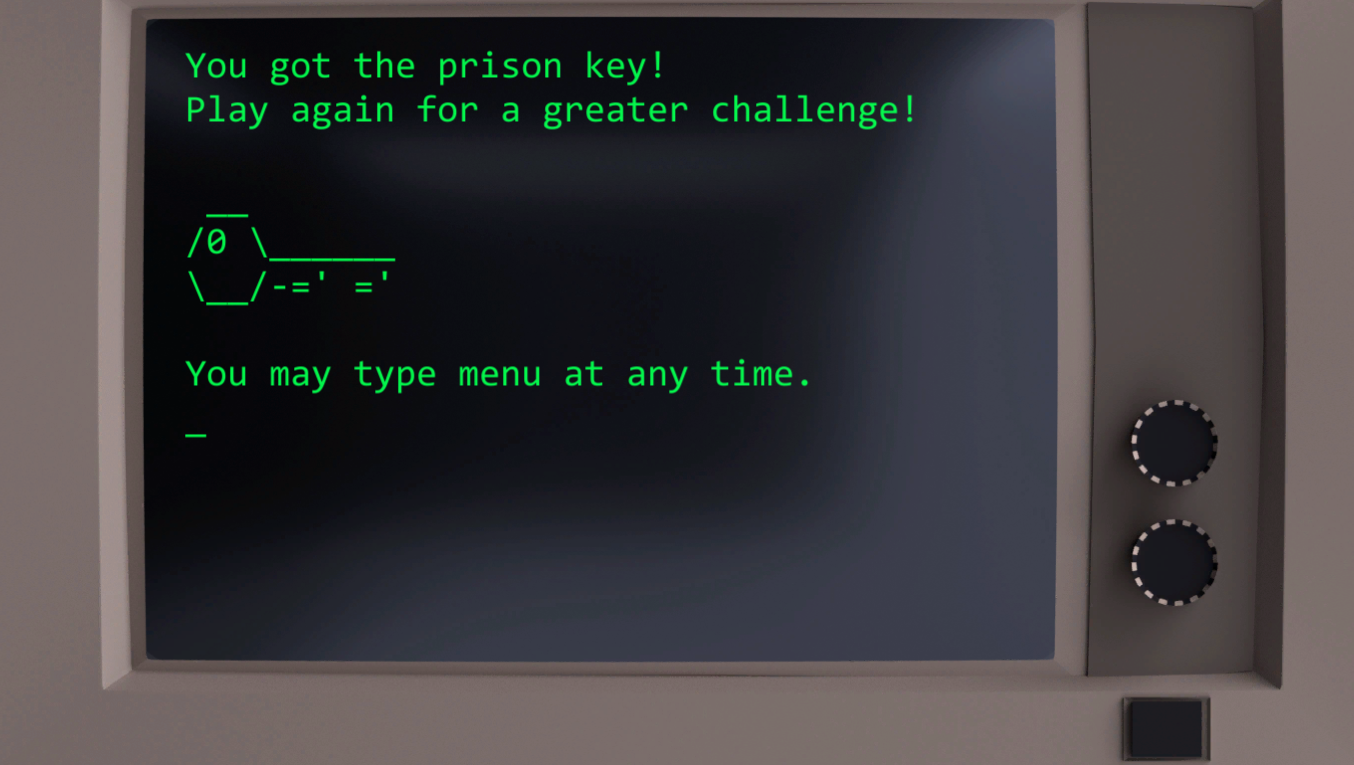 You got the prison key!
Play again for a greater challenge!
 __
/0 \______
\__/-=' ='
You may type menu at any time.
_